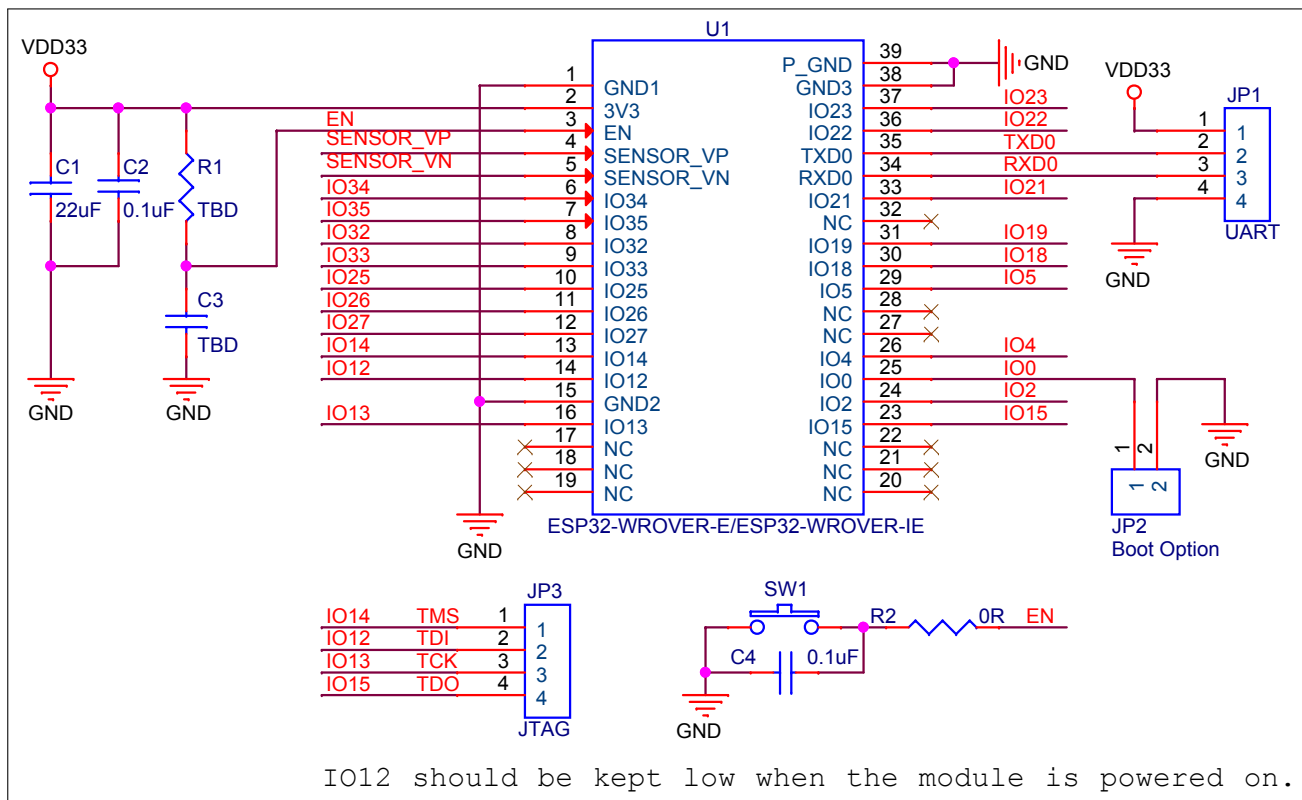 U1
VDD33
C1
22uF
C2
0.1uF
R1
TBD
C3
TBD
GND
GND
EN
SENSOR_VP
SENSOR_VN
IO34
IO35
IO32
IO33
IO25
IO26
IO27
IO14
IO12
IO13
1 GND1
2 3V3
3 EN
4 SENSOR_VP
5 SENSOR_VN
6 IO34
7 IO35
8 IO32
9 IO33
10 IO25
11 IO26
12 IO27
13 IO14
14 IO12
15 GND2
16 IO13
17 NC
18 NC
19 NC
GND
P_GND 39
GND3 38
IO23 37
IO22 36
TXD0 35
RXD0 34
IO21 33
NC 32
IO19 31
IO18 30
IO5 29
NC 28
NC 27
IO4 26
IO0 25
IO2 24
IO15 23
NC 22
NC 21
NC 20
ESP32-WROVER-E/ESP32-WROVER-IE
GND
IO23
IO22
TXD0
RXD0
IO21
IO19
IO18
IO5
IO4
IO0
IO2
IO15
VDD33
JP1
1 1
2 2
3 3
4 4
UART
GND
1 2
1 2
JP2
Boot Option
GND
JP3
IO14 TMS 1 1
IO12 TDI 2 2
IO13 TCK 3 3
IO15 TDO 4 4
JTAG
SW1
R2 0R EN
C4 0.1uF
GND
IO12 should be kept low when the module is powered on.